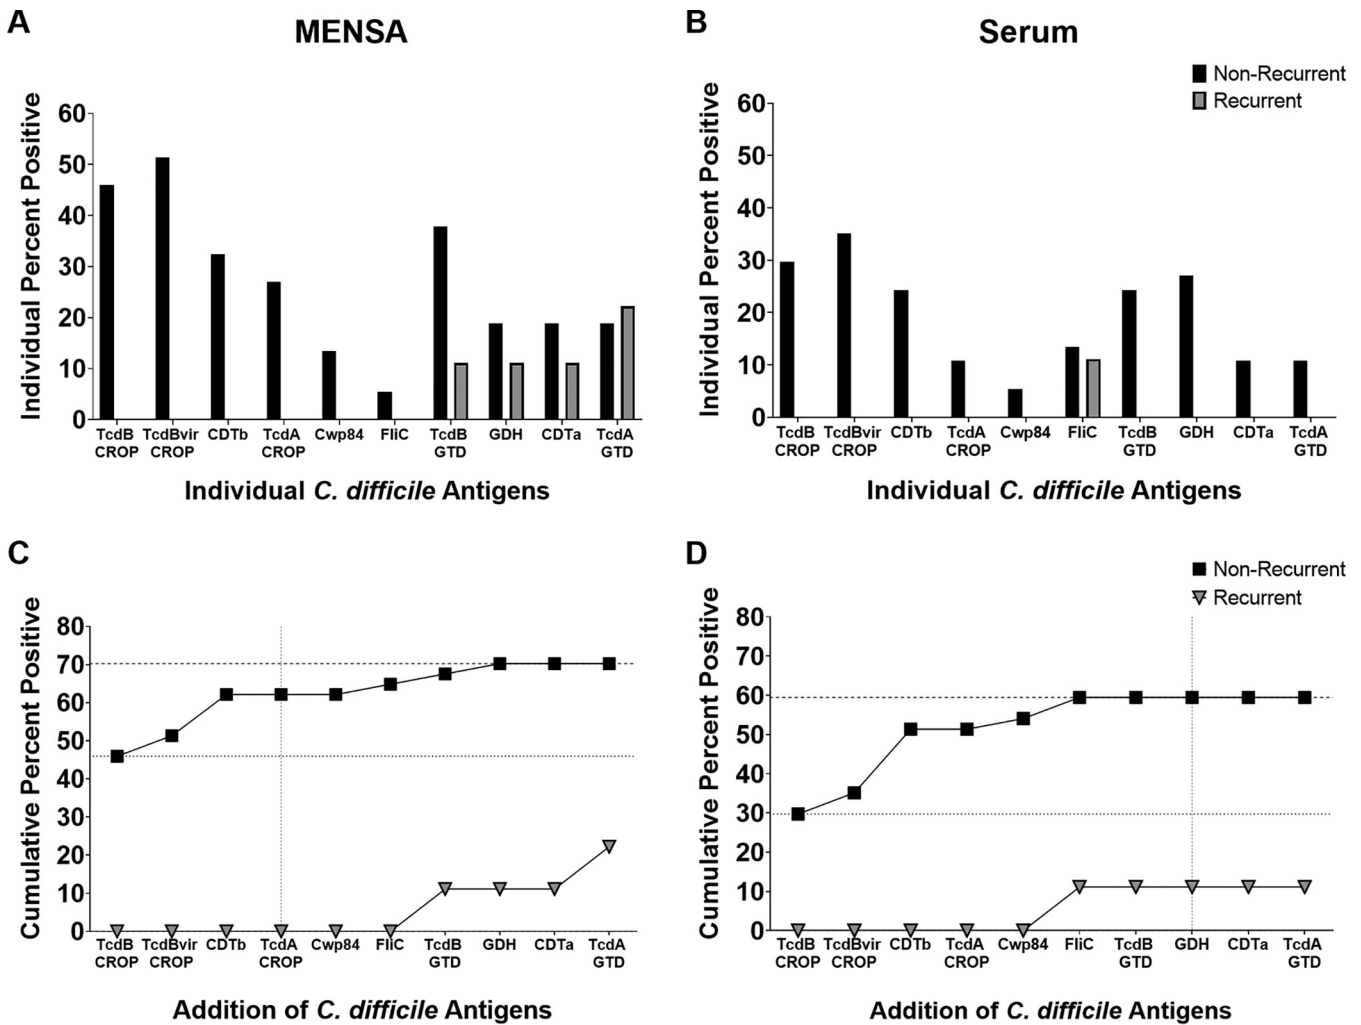 A
MENSA
B
Serum
Non-Recurrent
Recurrent
Individual Percent Positive
60
50
40
30
20
10
0
TcdB TcdBvir CDTb TcdA Cwp84 FliC TcdB GDH CDTa TcdA
CROP CROP CROP GTD GTD
Individual C. difficile Antigens
Individual Percent Positive
60
50
40
30
20
10
0
TcdB TcdBvir CDTb TcdA Cwp84 FliC TcdB GDH CDTa TcdA
CROP CROP CROP GTD GTD
Individual C. difficile Antigens
C
D
Non-Recurrent
Recurrent
Cumulative Percent Positive
80
70
60
50
40
30
20
10
0
TcdB TcdBvir CDTb TcdA Cwp84 FliC TcdB GDH CDTa TcdA
CROP CROP CROP GTD GTD
Addition of C. difficile Antigens
Cumulative Percent Positive
80
70
60
50
40
30
20
10
0
TcdB TcdBvir CDTb TcdA Cwp84 FliC TcdB GDH CDTa TcdA
CROP CROP CROP GTD GTD
Addition of C. difficile Antigens